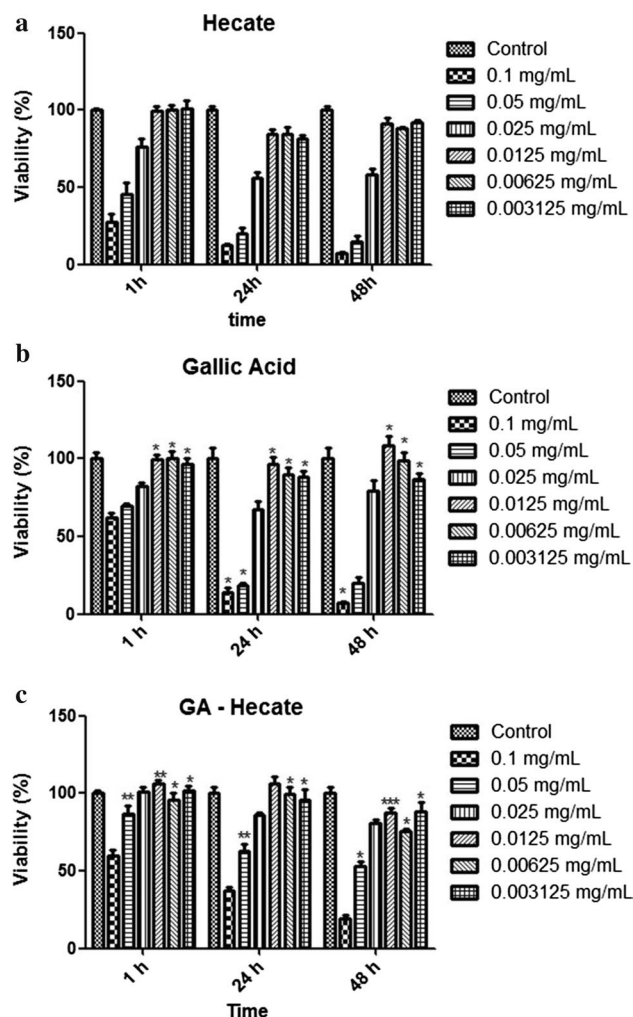 a
Hecate
Viability (%)
150
100
50
0
1h
24h
48h
time
Control
0.1 mg/mL
0.05 mg/mL
0.025 mg/mL
0.0125 mg/mL
0.00625 mg/mL
0.003125 mg/mL
b
Gallic Acid
Viability (%)
150
100
50
0
* * *
* * * * *
* * * *
1 h
24 h
48 h
Control
0.1 mg/mL
0.05 mg/mL
0.025 mg/mL
0.0125 mg/mL
0.00625 mg/mL
0.003125 mg/mL
c
GA - Hecate
Viability (%)
150
100
50
0
** ** * *
** * *
* *** * *
1 h
24 h
48 h
Time
Control
0.1 mg/mL
0.05 mg/mL
0.025 mg/mL
0.0125 mg/mL
0.00625 mg/mL
0.003125 mg/mL